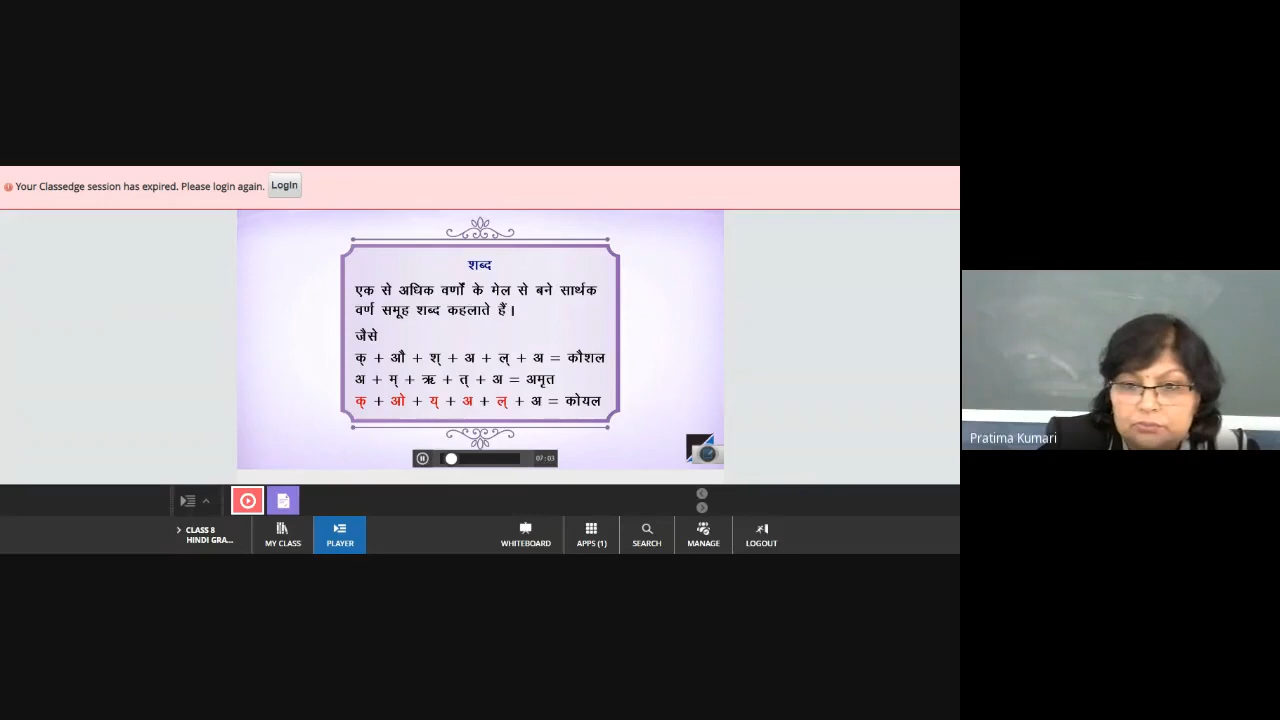 Your Classedge session has expired. Please login again. Login
शब्द
एक से अधिक वर्णों के मेल से बने सार्थक
वर्ण समूह शब्द कहलाते हैं।
जैसे
क् + औ + श् + अ + ल् + अ = कौशल
अ + म् + ऋ + त् + अ = अमृत
क् + ओ + य् + अ + ल् + अ = कोयल
07:03
Pratima Kumari
CLASS 8
HINDI GRA...
MY CLASS
PLAYER
WHITEBOARD
APPS (1)
SEARCH
MANAGE
LOGOUT